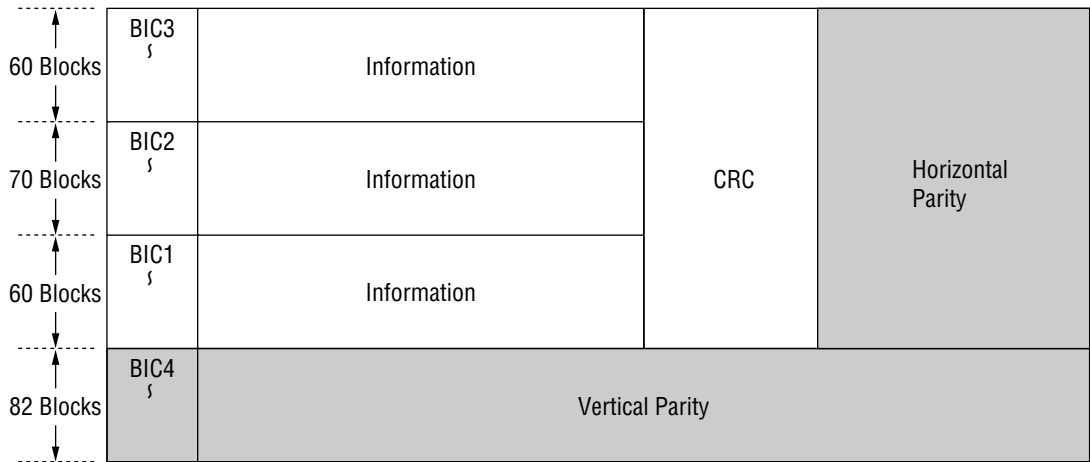 60 Blocks
BIC3
Information
70 Blocks
BIC2
Information
CRC
Horizontal
Parity
60 Blocks
BIC1
Information
82 Blocks
BIC4
Vertical Parity